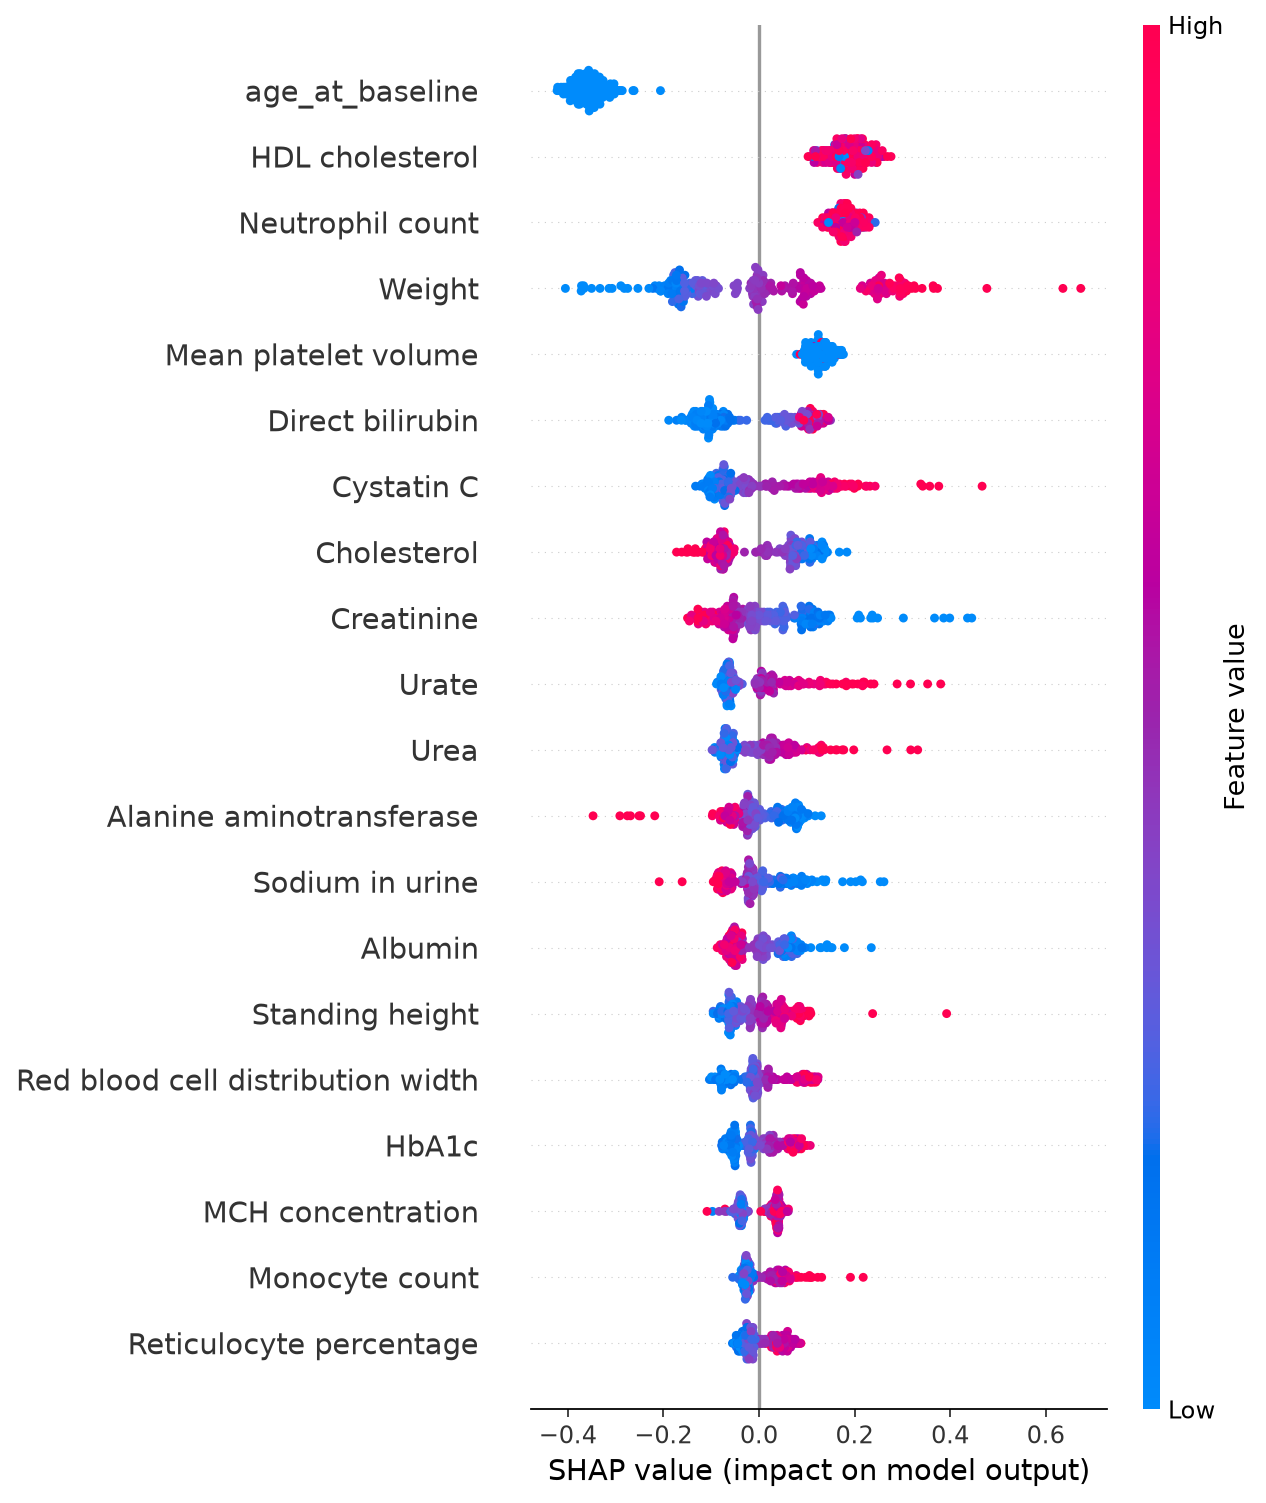 High
age_at_baseline
HDL cholesterol
Neutrophil count
Weight
Mean platelet volume
Direct bilirubin
Cystatin C
Cholesterol
Creatinine
Urate
Urea
Alanine aminotransferase
Sodium in urine
Albumin
Standing height
Red blood cell distribution width
HbA1c
MCH concentration
Monocyte count
Reticulocyte percentage
Feature value
Low
−0.4 −0.2 0.0 0.2 0.4 0.6
SHAP value (impact on model output)